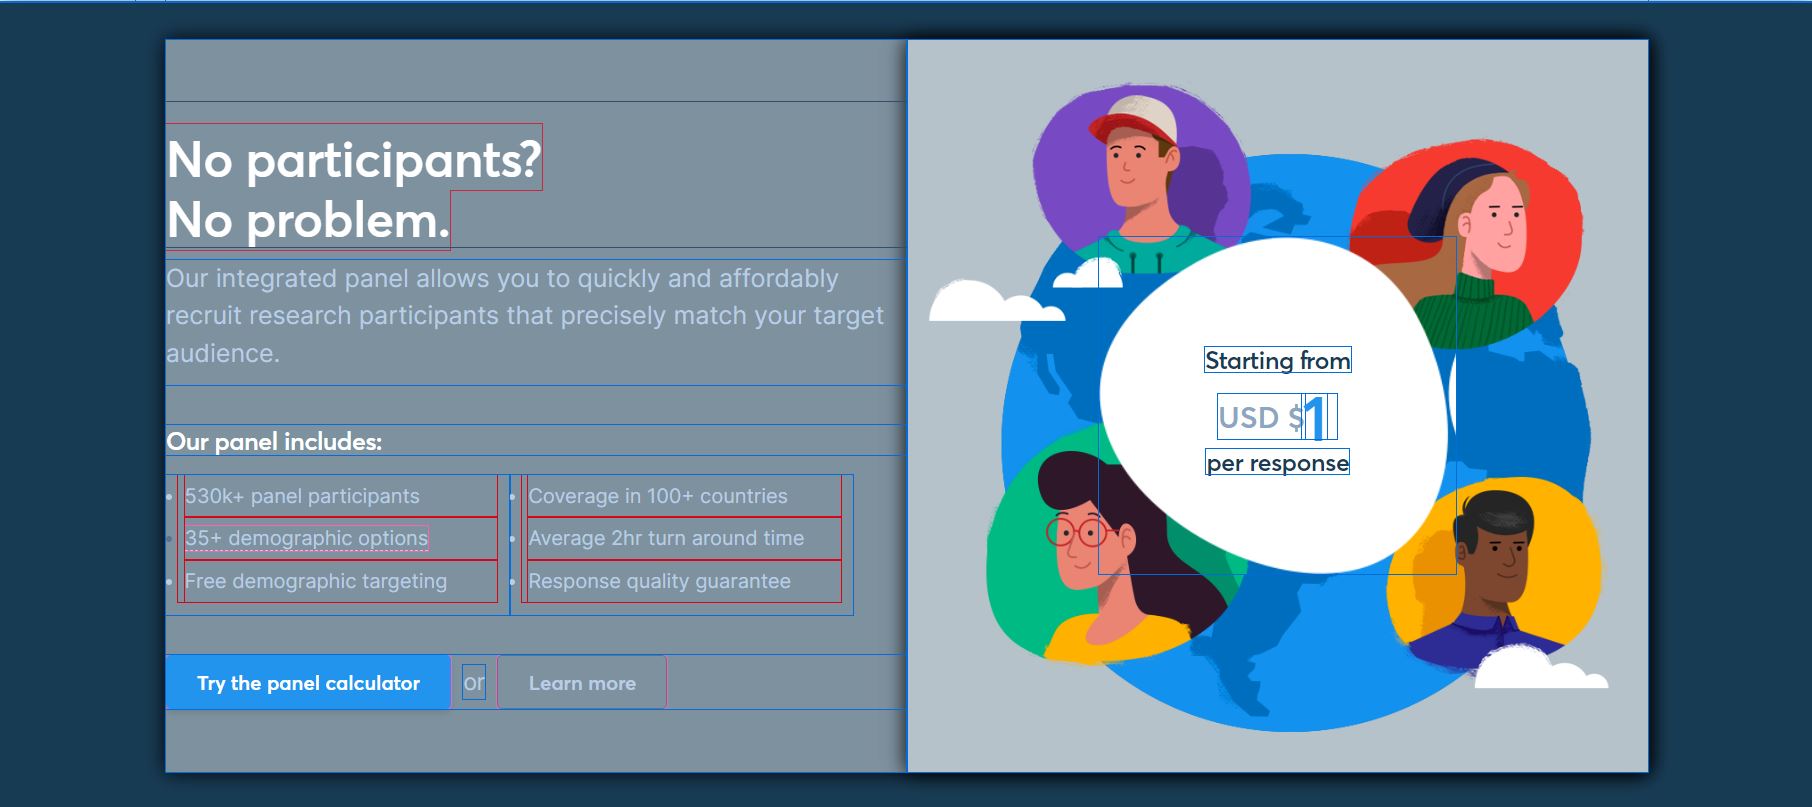 No participants?
No problem.
Our integrated panel allows you to quickly and affordably
recruit research participants that precisely match your target
audience.
Our panel includes:
530k+ panel participants
35+ demographic options
Free demographic targeting
Coverage in 100+ countries
Average 2hr turn around time
Response quality guarantee
Try the panel calculator or Learn more
Starting from
USD $1
per response